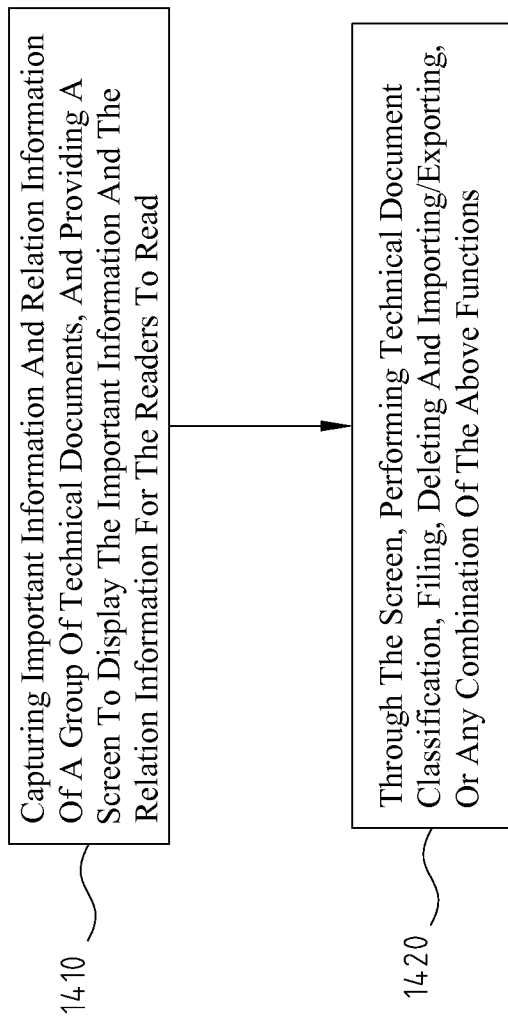 Capturing Important Information And Relation Information
Of A Group Of Technical Documents, And Providing A
Screen To Display The Important Information And The
Relation Information For The Readers To Read
1410
Through The Screen, Performing Technical Document
Classification, Filing, Deleting And Importing/Exporting,
Or Any Combination Of The Above Functions
1420